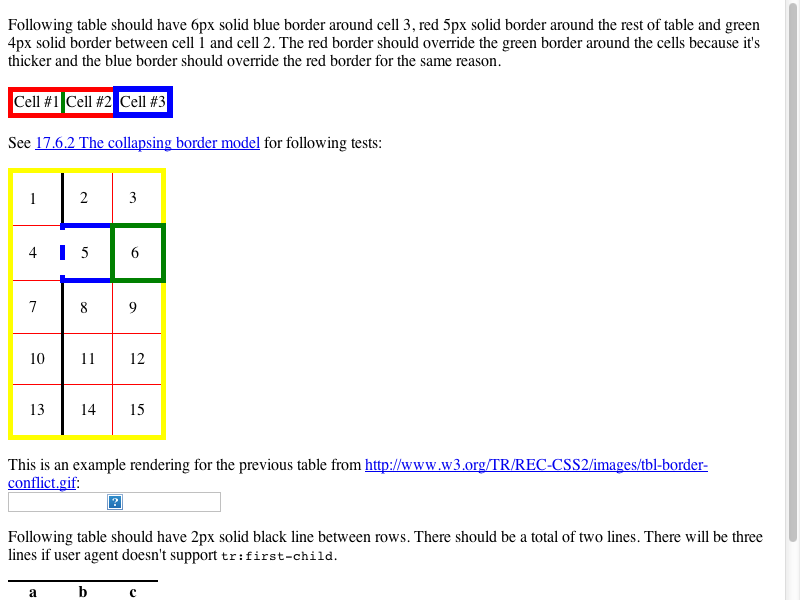 Following table should have 6px solid blue border around cell 3, red 5px solid border around the rest of table and green
4px solid border between cell 1 and cell 2. The red border should override the green border around the cells because it's
thicker and the blue border should override the red border for the same reason.
Cell #1 Cell #2 Cell #3
See 17.6.2 The collapsing border model for following tests:
1 2 3
4 5 6
7 8 9
10 11 12
13 14 15
This is an example rendering for the previous table from http://www.w3.org/TR/REC-CSS2/images/tbl-border-
conflict.gif:
?
Following table should have 2px solid black line between rows. There should be a total of two lines. There will be three
lines if user agent doesn't support tr:first-child.
a b c